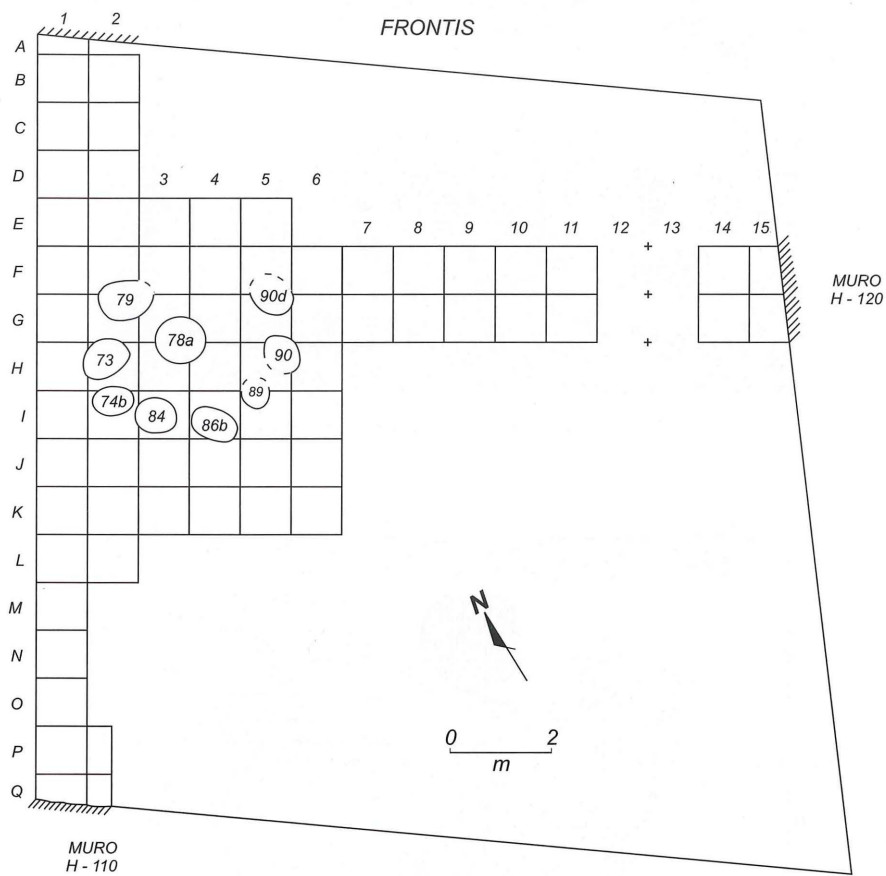 FRONTIS
1 2
A
B
C
D 3 4 5 6
E 7 8 9 10 11 12 13 14 15
F
79 90d
MURO
H - 120
G
78a
H 73 90
89
I 74b 84 86b
J
K
L
M
N
N
O
P
0 2
m
Q
MURO
H - 110